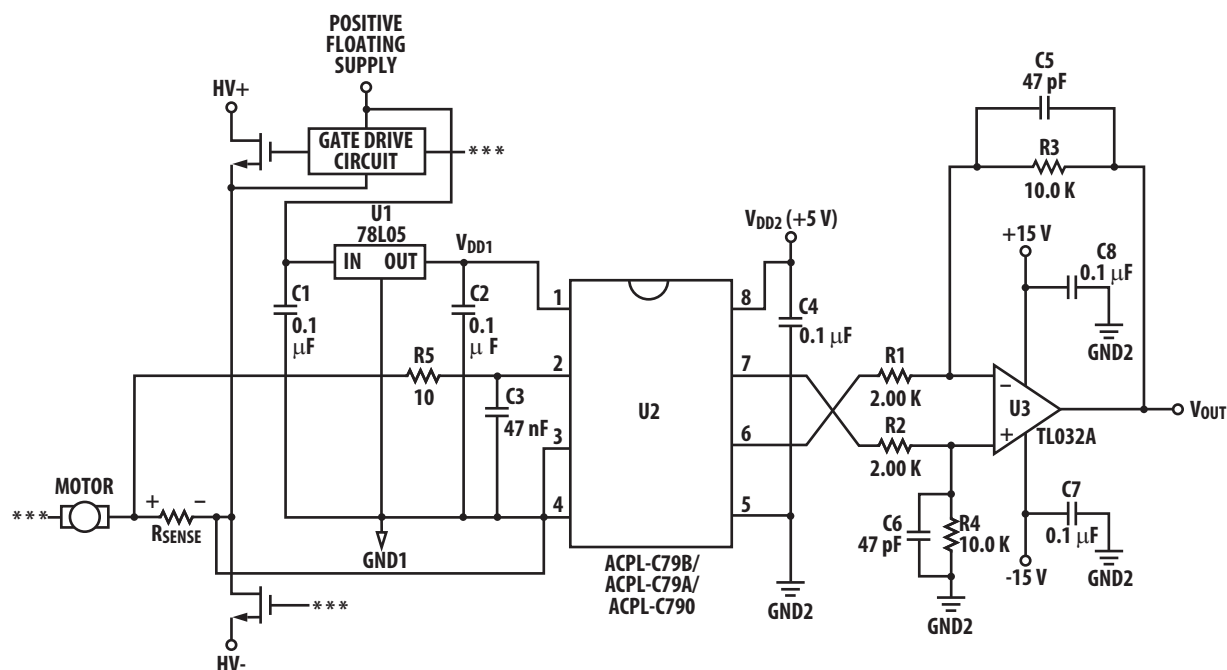 POSITIVE
FLOATING
SUPPLY
HV+
GATE DRIVE
CIRCUIT
***
U1
78L05
IN OUT
VDD1
C1
0.1
μF
C2
0.1
μ F
R5
10
C3
47 nF
MOTOR
***
+ −
RSENSE
GND1
***
HV-
1
2
3
4
U2
8
7
6
5
ACPL-C79B/
ACPL-C79A/
ACPL-C790
VDD2 (+5 V)
C4
0.1 μF
GND2
R1
2.00 K
R2
2.00 K
C5
47 pF
R3
10.0 K
+15 V
C8
0.1 μF
GND2
−
+
U3
TL032A
VOUT
C6
47 pF
R4
10.0 K
GND2
C7
0.1 μF
GND2
-15 V